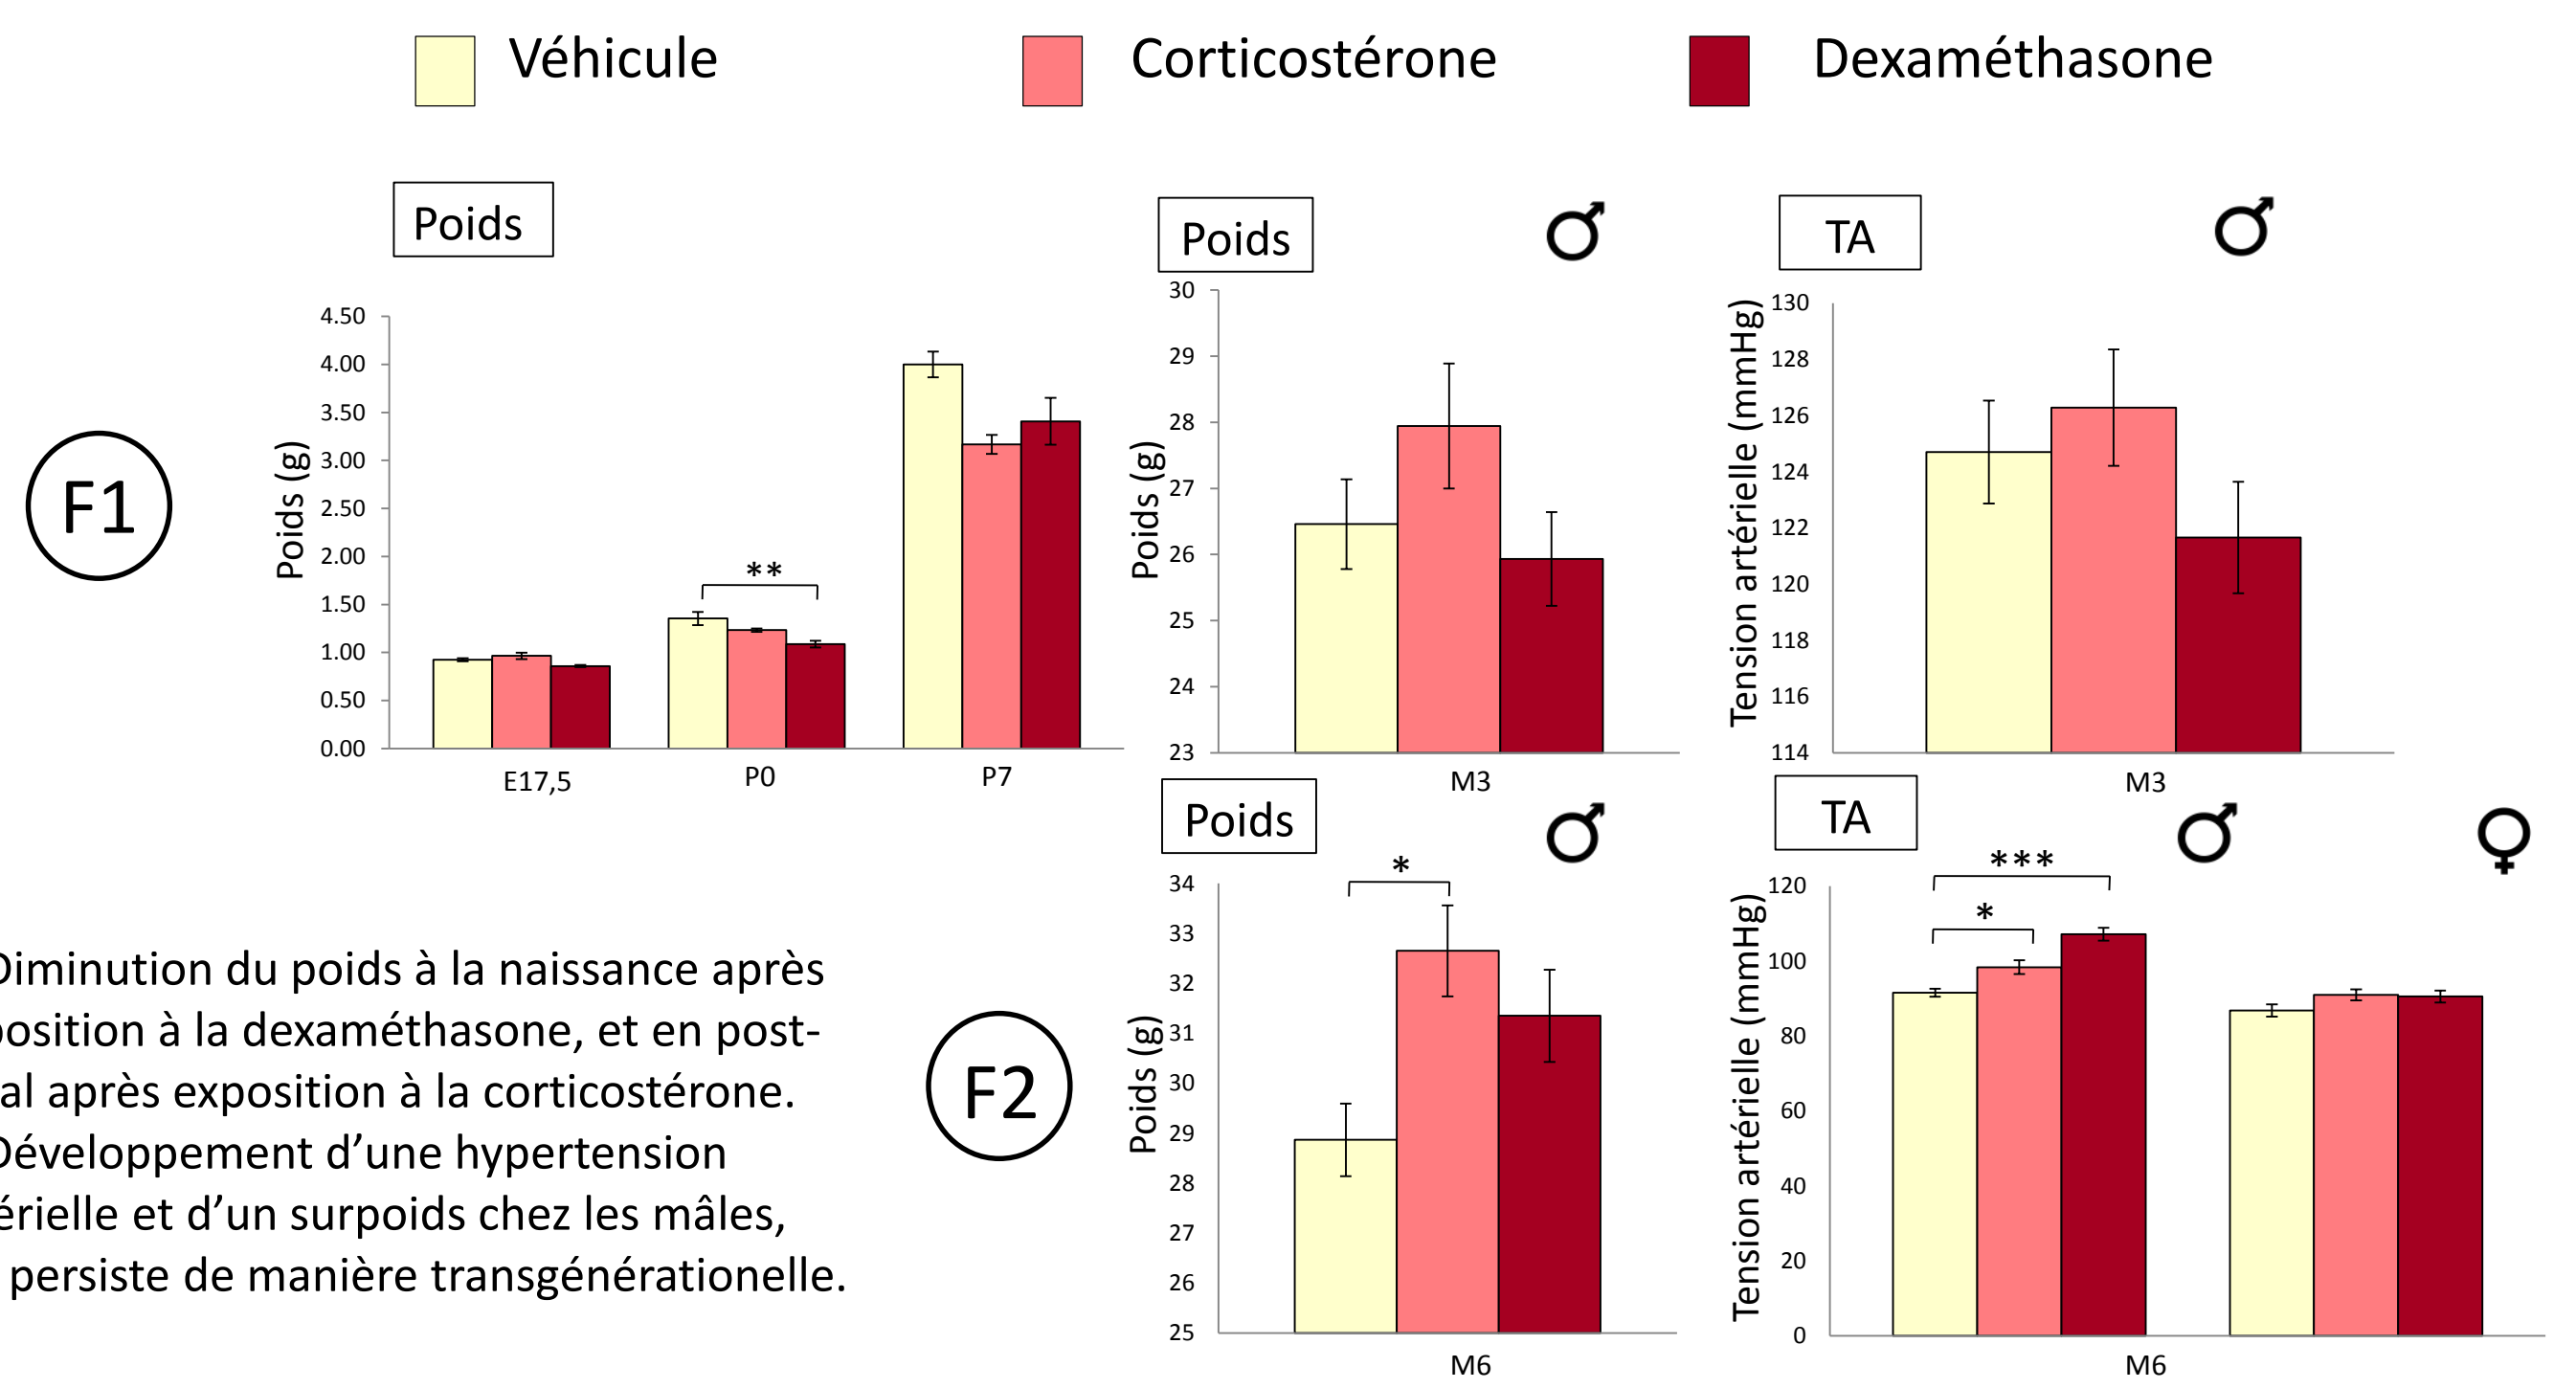 Véhicule
Corticostérone
Dexaméthasone
Poids
Poids
TA
F1
Poids (g)
4.50
4.00
3.50
3.00
2.50
2.00
1.50
1.00
0.50
0.00
**
E17,5
P0
P7
Poids (g)
30
29
28
27
26
25
24
23
M3
Tension artérielle (mmHg)
130
128
126
124
122
120
118
116
114
M3
Diminution du poids à la naissance après
position à la dexaméthasone, et en post-
al après exposition à la corticostérone.
Développement d’une hypertension
érielle et d’un surpoids chez les mâles,
persiste de manière transgénérationelle.
F2
Poids
Poids (g)
34
33
32
31
30
29
28
27
26
25
*
M6
TA
Tension artérielle (mmHg)
120
100
80
60
40
20
0
***
*
M6